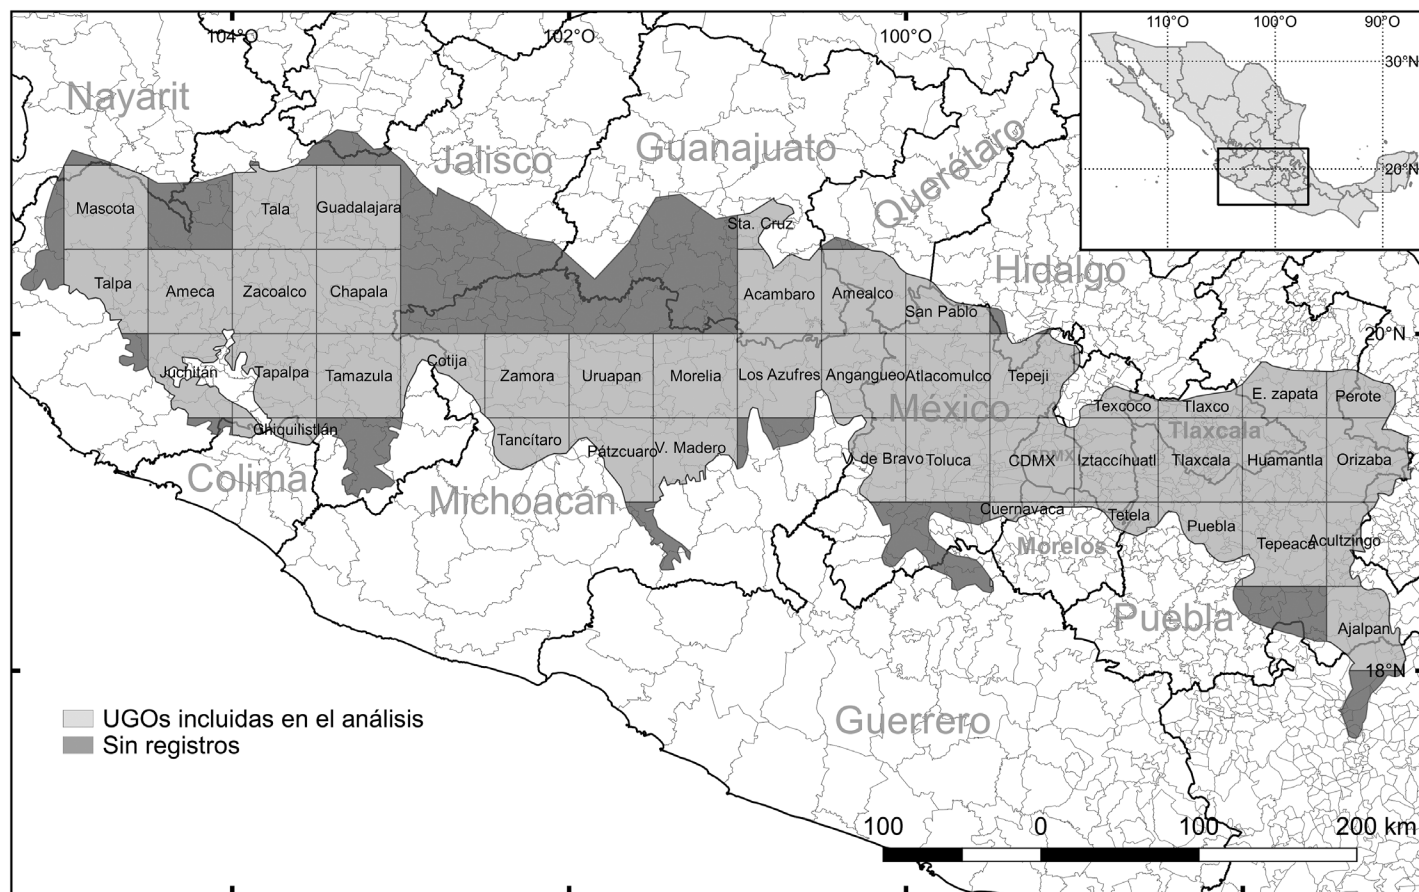 104°O
102°O
100°O
110°O
100°O
90°O
30°N
20°N
Nayarit
Jalisco
Guanajuato
Querétaro
Hidalgo
Mascota
Tala
Guadalajara
Sta. Cruz
Talpa
Ameca
Zacoalco
Chapala
Acambaro
Amealco
San Pablo
20°N
Juchitán
Tapalpa
Tamazula
Cotija
Zamora
Uruapan
Morelia
Los Azufres
Angangueo
Atlacomulco
Tepeji
México
Texcoco
Tlaxco
E. zapata
Perote
Chiquilistlán
Tancítaro
Pátzcuaro
V. Madero
V. de Bravo
Toluca
CDMX
CDMX
Iztaccíhuatl
Tlaxcala
Tlaxcala
Huamantla
Orizaba
Colima
Michoacán
Cuernavaca
Tetela
Puebla
Tepeaca
Acultzingo
Morelos
Puebla
Ajalpan
18°N
Guerrero
UGOs incluidas en el análisis
Sin registros
100 0 100 200 km